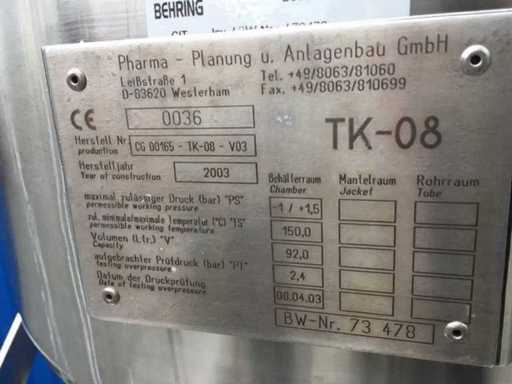 BEHRING
Pharma - Planung u. Anlagenbau GmbH
Leißstraße 1
D-83620 Westerham
Tel. +49/8063/81060
Fax. +49/8063/810699
CE 0036
TK-08
Herstell Nr
production
CG 00165 - TK-08 - V03
Herstelljahr
Year of construction
2003
Behälterraum
Chamber
Mantelraum
Jacket
Rohrraum
Tube
maximal zulässiger Druck (bar) "PS"
permessible working pressure
-1 / +1,5
zul. minimale/maximale Temperatur (°C) "TS"
permessible working temperature
150,0
Volumen (Ltr.) "V"
Capacity
92,0
aufgebrachter Prüfdruck (bar) "PT"
testing overpressure
2,4
Datum der Druckprüfung
Date of testing overpressure
08.04.03
BW-Nr. 73 478